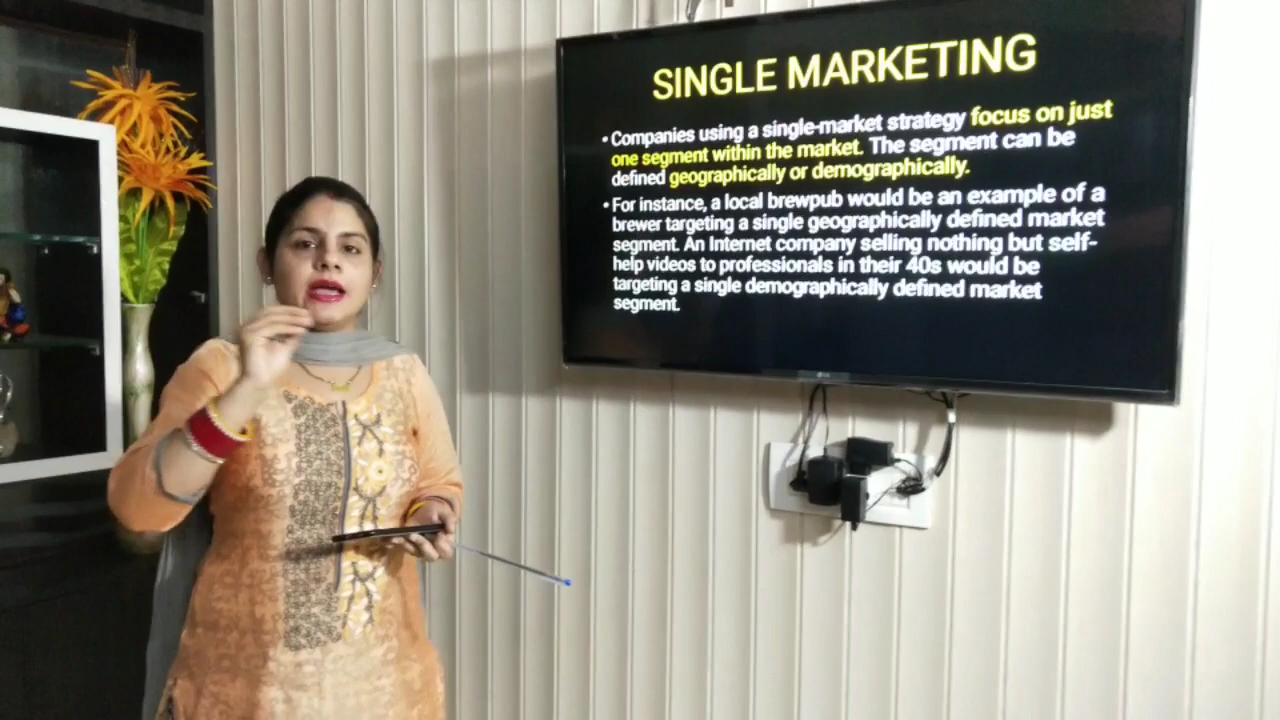 SINGLE MARKETING
• Companies using a single-market strategy focus on just
one segment within the market. The segment can be
defined geographically or demographically.
• For instance, a local brewpub would be an example of a
brewer targeting a single geographically defined market
segment. An Internet company selling nothing but self-
help videos to professionals in their 40s would be
targeting a single demographically defined market
segment.